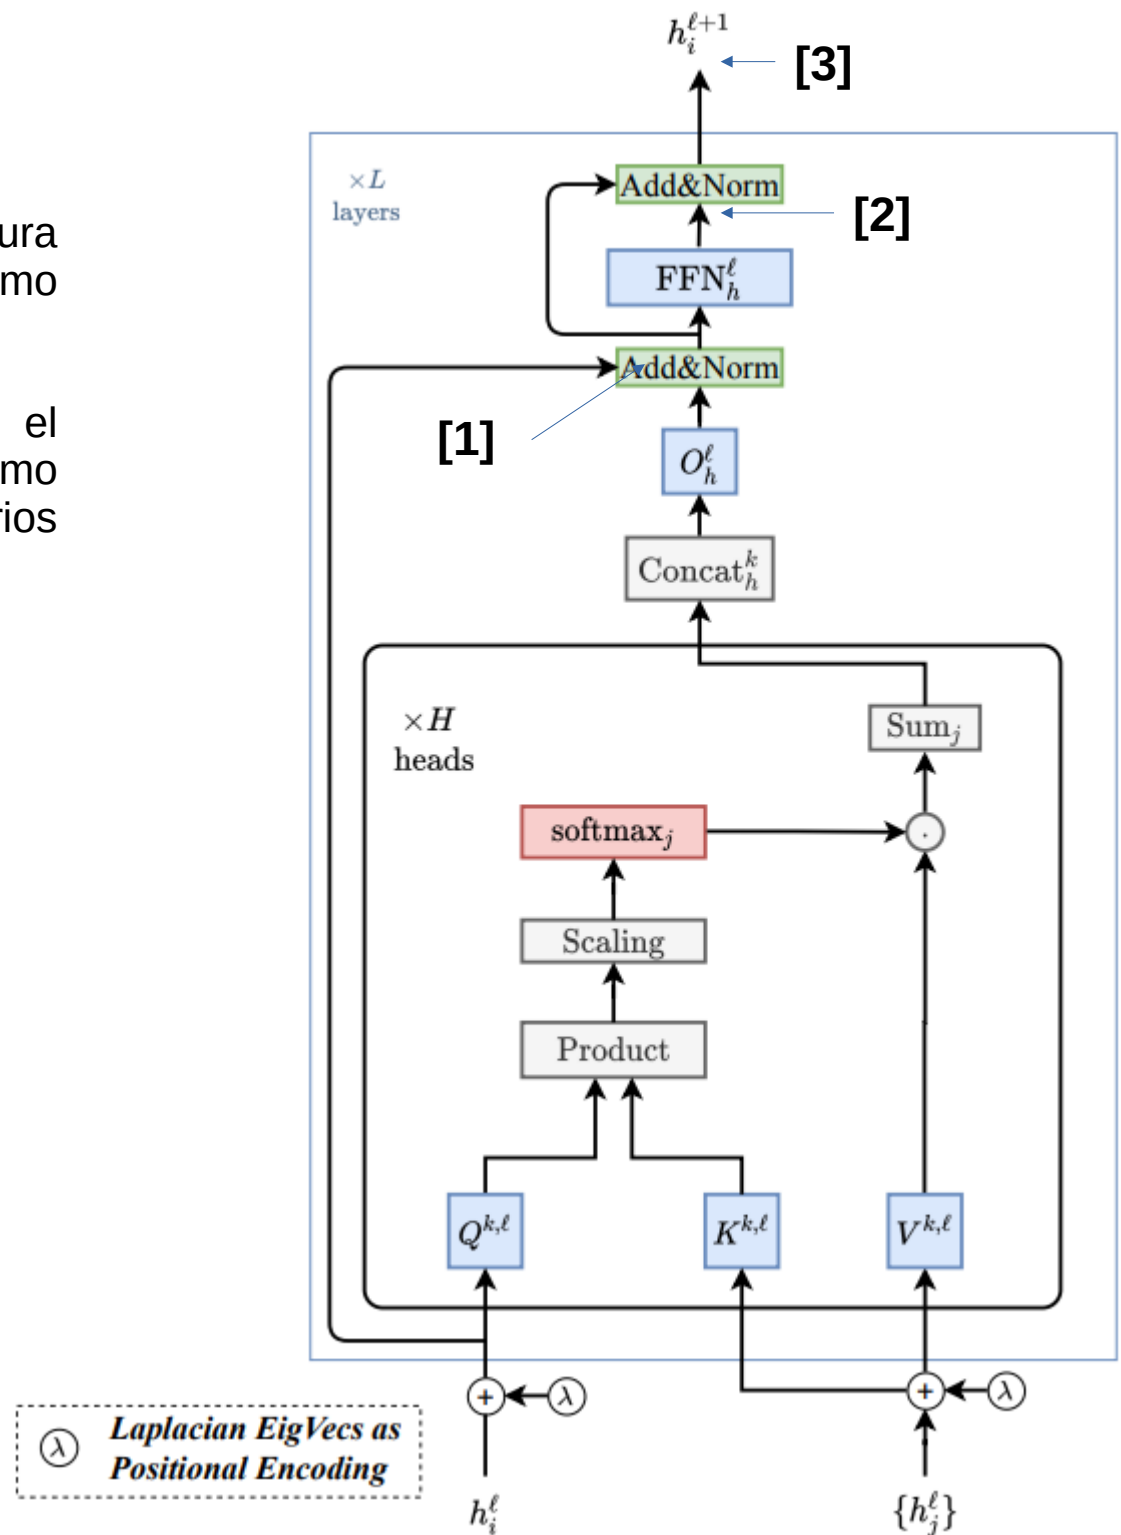 h_i^{ℓ+1}
[3]
×L
layers
Add&Norm
[2]
ura
mo
FFN_h^ℓ
Add&Norm
[1]
el
mo
rios
O_h^ℓ
Concat_h^k
×H
heads
Sum_j
softmax_j
·
Scaling
Product
Q^{k,ℓ}
K^{k,ℓ}
V^{k,ℓ}
+
λ
+
λ
λ
Laplacian EigVecs as
Positional Encoding
h_i^ℓ
{h_j^ℓ}